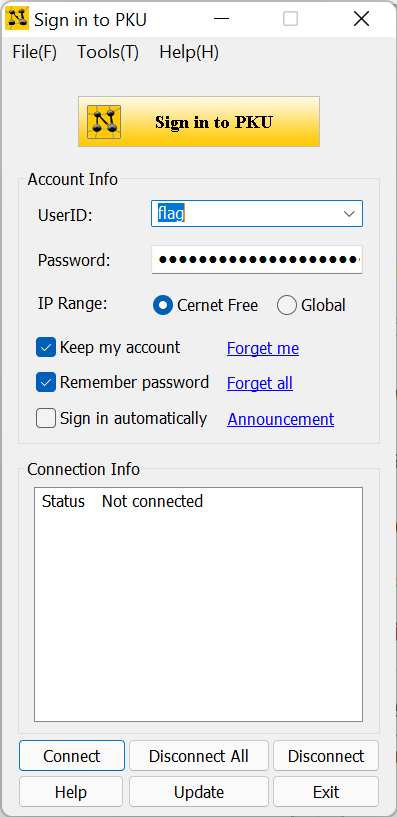 Sign in to PKU
File(F) Tools(T) Help(H)
Sign in to PKU
Account Info
UserID: flag
Password: ●●●●●●●●●●●●●●●●●●●●
IP Range: Cernet Free Global
Keep my account Forget me
Remember password Forget all
Sign in automatically Announcement
Connection Info
Status Not connected
Connect Disconnect All Disconnect
Help Update Exit